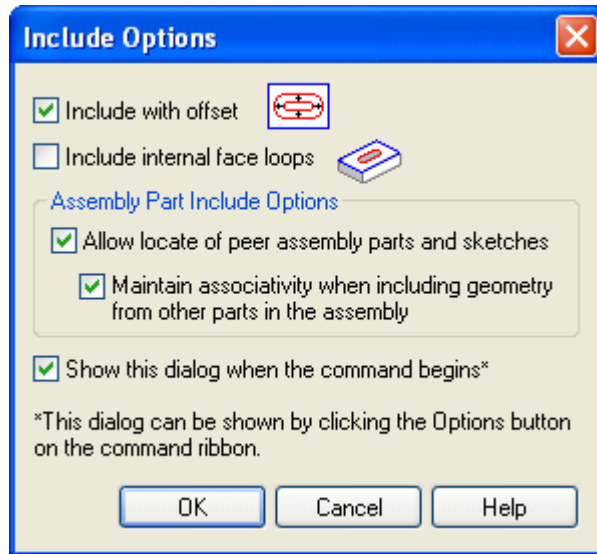 Include Options
Include with offset
Include internal face loops
Assembly Part Include Options
Allow locate of peer assembly parts and sketches
Maintain associativity when including geometry
from other parts in the assembly
Show this dialog when the command begins*
*This dialog can be shown by clicking the Options button
on the command ribbon.
OK Cancel Help